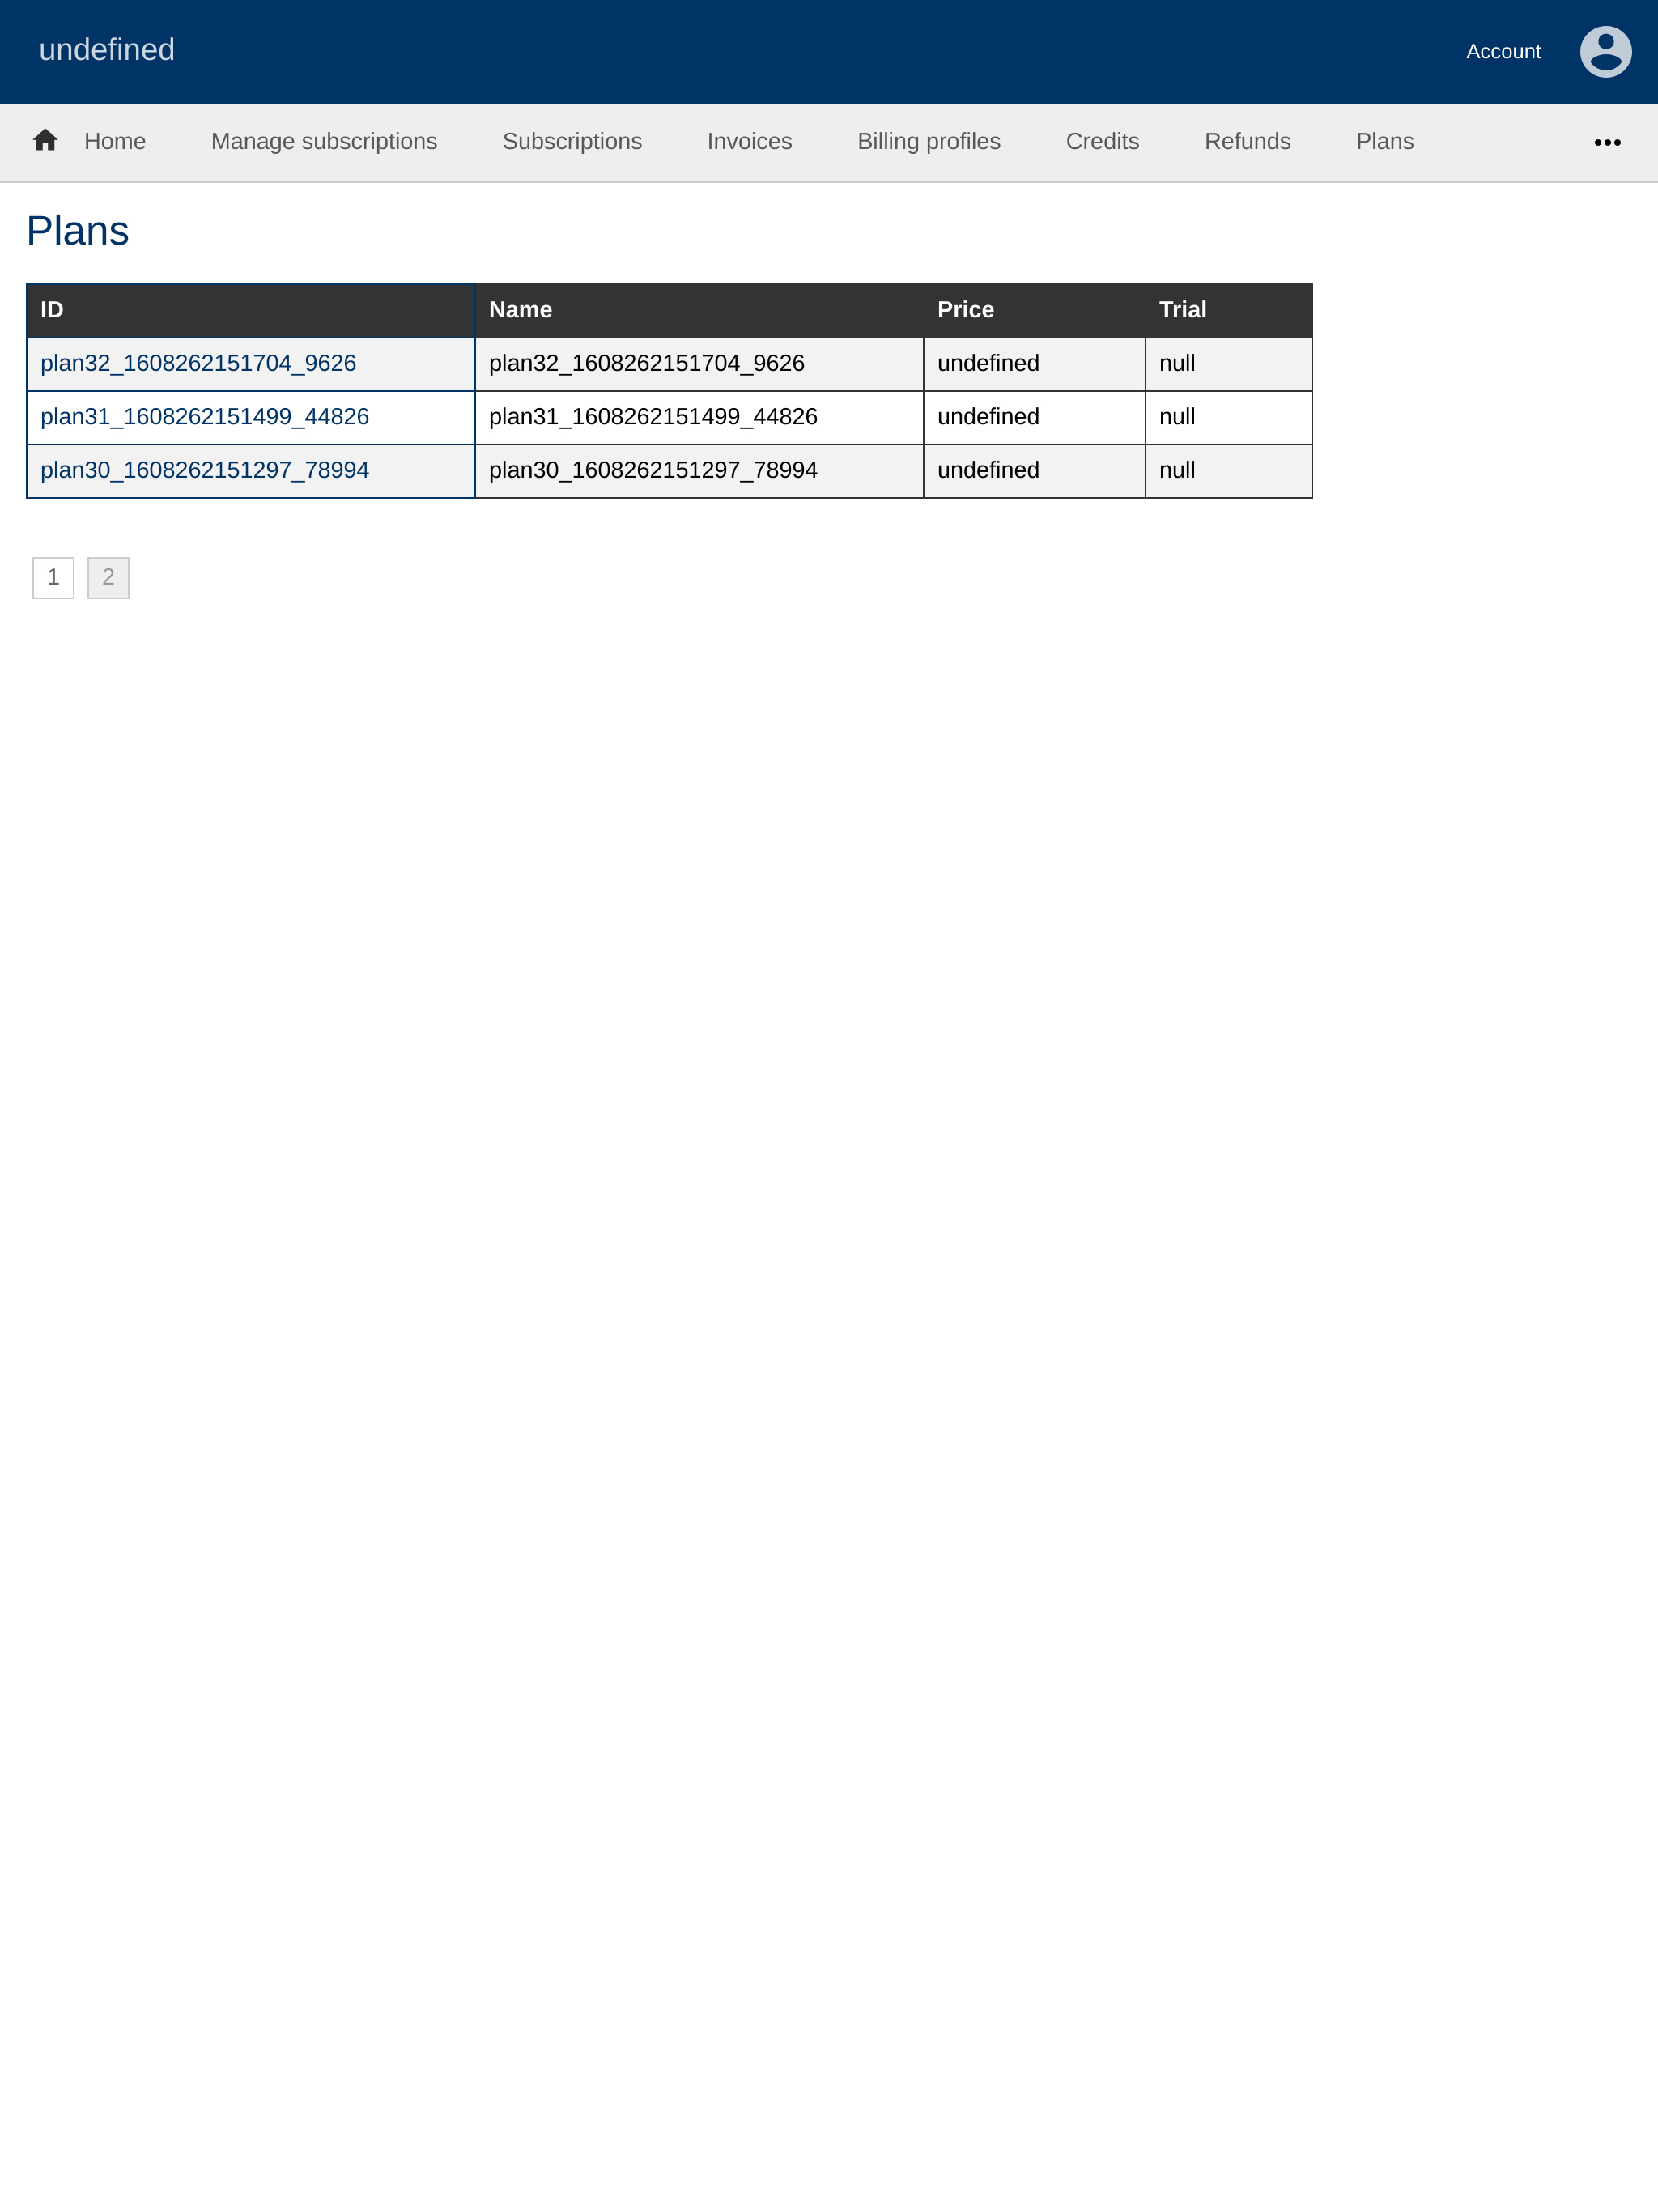 undefined
Account
Home Manage subscriptions Subscriptions Invoices Billing profiles Credits Refunds Plans
Plans
ID Name Price Trial
plan32_1608262151704_9626 plan32_1608262151704_9626 undefined null
plan31_1608262151499_44826 plan31_1608262151499_44826 undefined null
plan30_1608262151297_78994 plan30_1608262151297_78994 undefined null
1 2